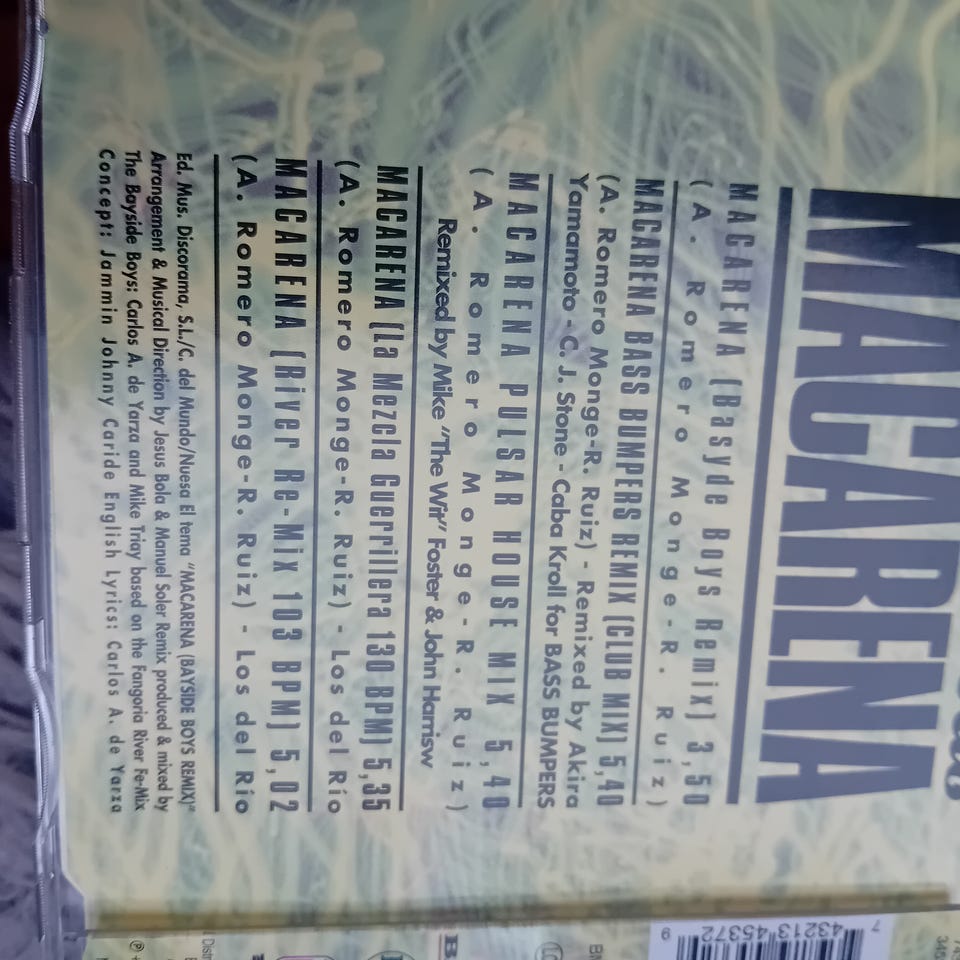 MACARENA
MACARENA (Basyde Boys Remix) 3,50
(A. Romero Monge-R. Ruiz)
MACARENA BASS BUMPERS REMIX (CLUB MIX) 5,40
(A. Romero Monge-R. Ruiz) - Remixed by Akira
Yamamoto - C. J. Stone - Caba Kroll for BASS BUMPERS
MACARENA PULSAR HOUSE MIX 5,40
(A. Romero Monge-R. Ruiz)
Remixed by Mike "The Wit" Foster & John Harrisw
MACARENA (La Mezcla Guerrillera 130 BPM) 5,35
(A. Romero Monge-R. Ruiz) - Los del Río
MACARENA (River Re-Mix 103 BPM) 5,02
(A. Romero Monge-R. Ruiz) - Los del Río
Ed. Mus. Discorama, S.L./C. del Mundo/Nuesa El tema "MACARENA (BAYSIDE BOYS REMIX)"
Arrangement & Musical Direction by Jesus Bola & Manuel Soler Remix produced & mixed by
The Bayside Boys: Carlos A. de Yarza and Mike Triay based on the Fangoria River Fe-Mix
Concept: Jammin Johnny Caride English Lyrics: Carlos A. de Yarza
7 43213 45372 9